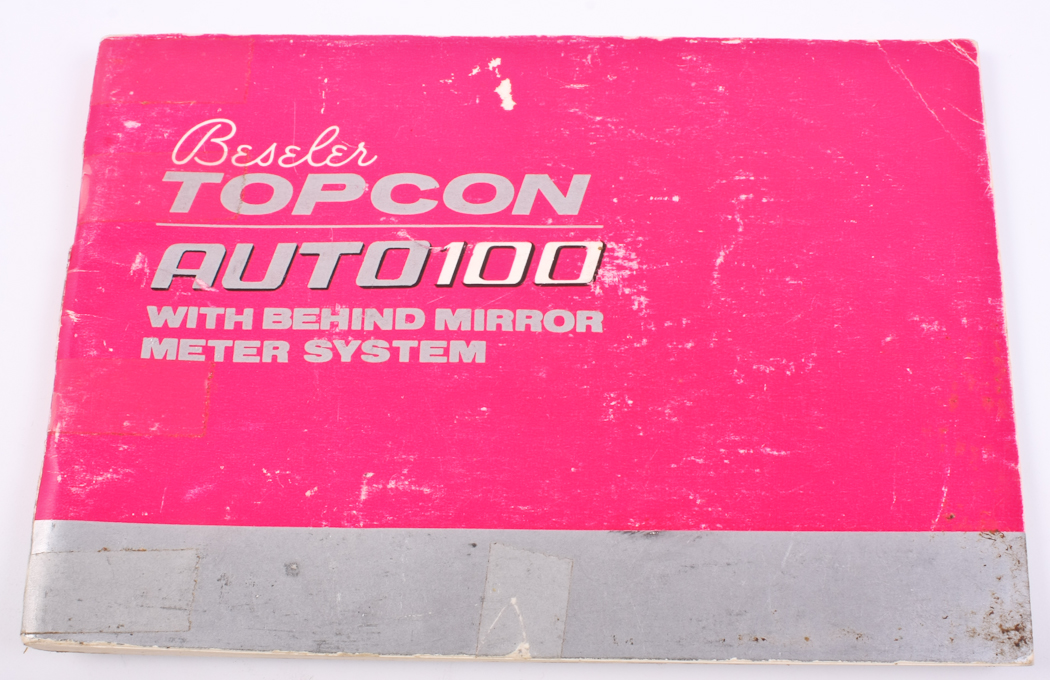 Beseler
TOPCON
AUTO100
WITH BEHIND MIRROR
METER SYSTEM